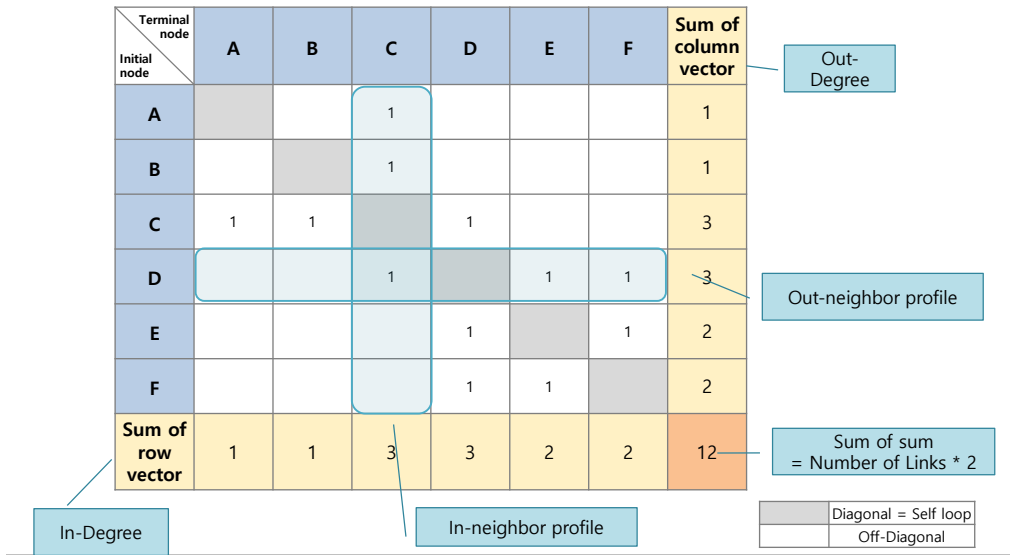 Terminal
node
Initial
node
A B C D E F
Sum of
column
vector
Out-
Degree
A 1 1
B 1 1
C 1 1 1 3
D 1 1 1 3
Out-neighbor profile
E 1 1 2
F 1 1 2
Sum of
row
vector
1 1 3 3 2 2 12
Sum of sum
= Number of Links * 2
In-Degree
In-neighbor profile
Diagonal = Self loop
Off-Diagonal